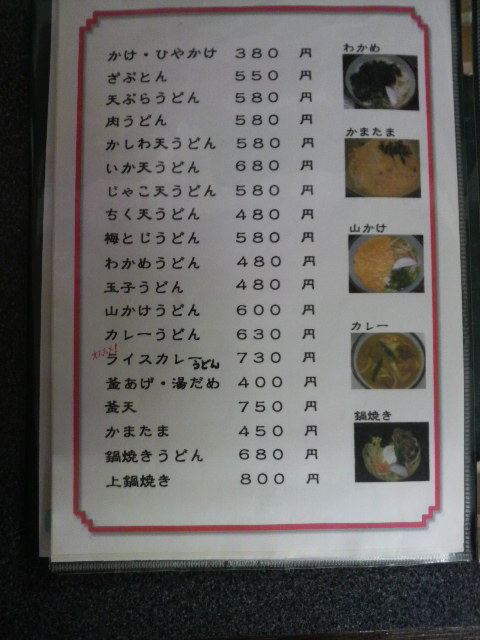 かけ・ひやかけ 380 円
ざぶとん 550 円
天ぷらうどん 580 円
肉うどん 580 円
かしわ天うどん 580 円
いか天うどん 680 円
じゃこ天うどん 580 円
ちく天うどん 480 円
梅とじうどん 580 円
わかめうどん 480 円
玉子うどん 480 円
山かけうどん 600 円
カレーうどん 630 円
ライスカレーうどん 730 円
釜あげ・湯だめ 400 円
釜天 750 円
かまたま 450 円
鍋焼きうどん 680 円
上鍋焼き 800 円
わかめ
かまたま
山かけ
カレー
鍋焼き